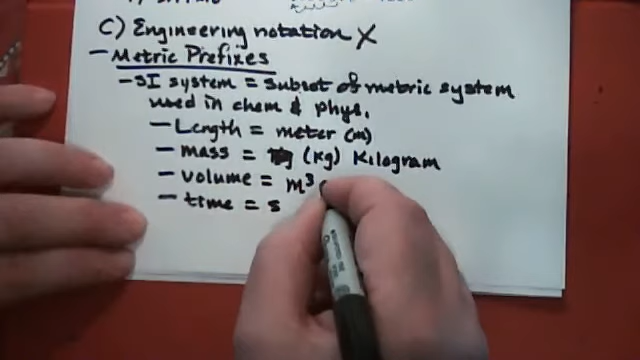 C) Engineering notation X
- Metric Prefixes
- SI system = subset of metric system
used in chem & phys.
- Length = meter (m)
- mass = (kg) Kilogram
- volume = m³ (
- time = s